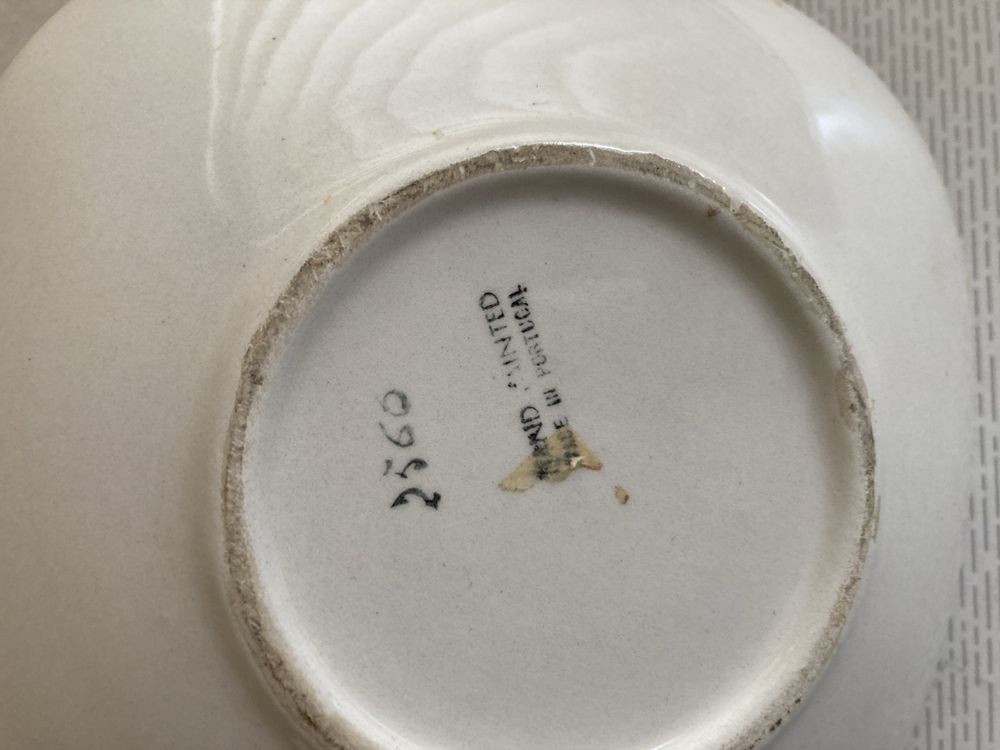 HAND PAINTED
MADE IN PORTUGAL
2560